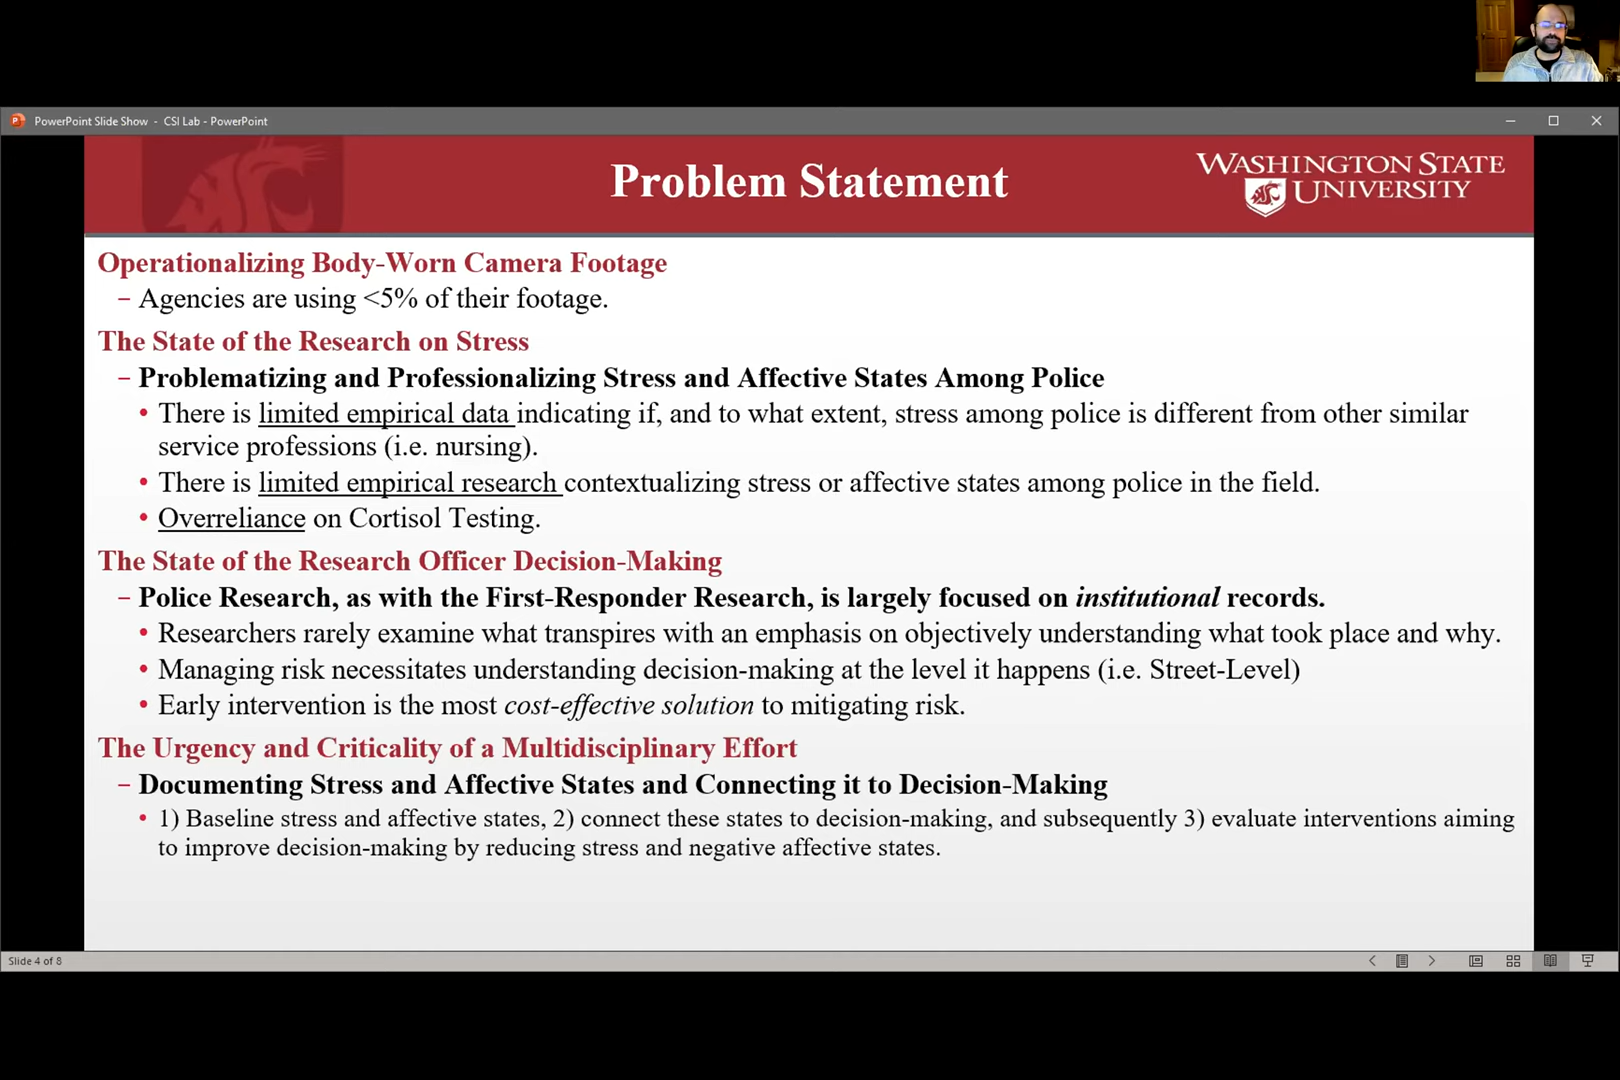 PowerPoint Slide Show - CSI Lab - PowerPoint
Problem Statement
WASHINGTON STATE
UNIVERSITY
Operationalizing Body-Worn Camera Footage
– Agencies are using <5% of their footage.
The State of the Research on Stress
– Problematizing and Professionalizing Stress and Affective States Among Police
• There is limited empirical data indicating if, and to what extent, stress among police is different from other similar
service professions (i.e. nursing).
• There is limited empirical research contextualizing stress or affective states among police in the field.
• Overreliance on Cortisol Testing.
The State of the Research Officer Decision-Making
– Police Research, as with the First-Responder Research, is largely focused on institutional records.
• Researchers rarely examine what transpires with an emphasis on objectively understanding what took place and why.
• Managing risk necessitates understanding decision-making at the level it happens (i.e. Street-Level)
• Early intervention is the most cost-effective solution to mitigating risk.
The Urgency and Criticality of a Multidisciplinary Effort
– Documenting Stress and Affective States and Connecting it to Decision-Making
• 1) Baseline stress and affective states, 2) connect these states to decision-making, and subsequently 3) evaluate interventions aiming
to improve decision-making by reducing stress and negative affective states.
Slide 4 of 8